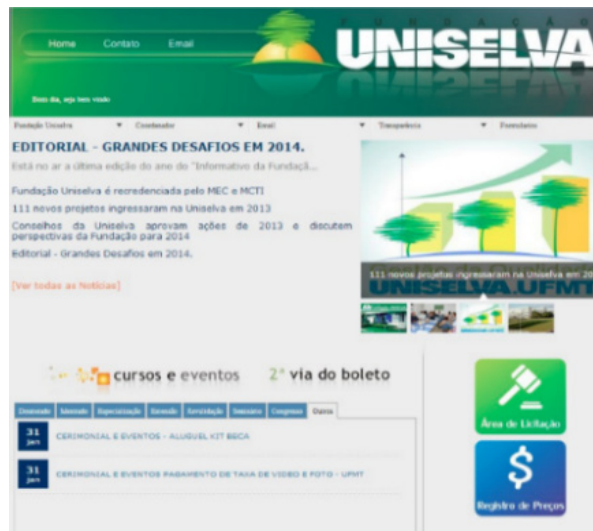 FUNDAÇÃO
Home Contato Email
UNISELVA
Bom dia, seja bem vindo
Fundação Uniselva Coordenador Email Transparência Formulários
EDITORIAL - GRANDES DESAFIOS EM 2014.
Está no ar a última edição do ano do "Informativo da Fundaçã...
Fundação Uniselva é recredenciada pelo MEC e MCTI
111 novos projetos ingressaram na Uniselva em 2013
Conselhos da Uniselva aprovam ações de 2013 e discutem
perspectivas da Fundação para 2014
Editorial - Grandes Desafios em 2014.
[Ver todas as Notícias]
111 novos projetos ingressaram na Uniselva em 20
UNISELVA.UFMT
cursos e eventos 2ª via do boleto
Doutorado Mestrado Especialização Extensão Revalidação Seminário Congresso Outros
31
jan
CERIMONIAL E EVENTOS - ALUGUEL KIT BECA
31
jan
CERIMONIAL E EVENTOS PAGAMENTO DE TAXA DE VIDEO E FOTO - UFMT
Área de Licitação
Registro de Preços